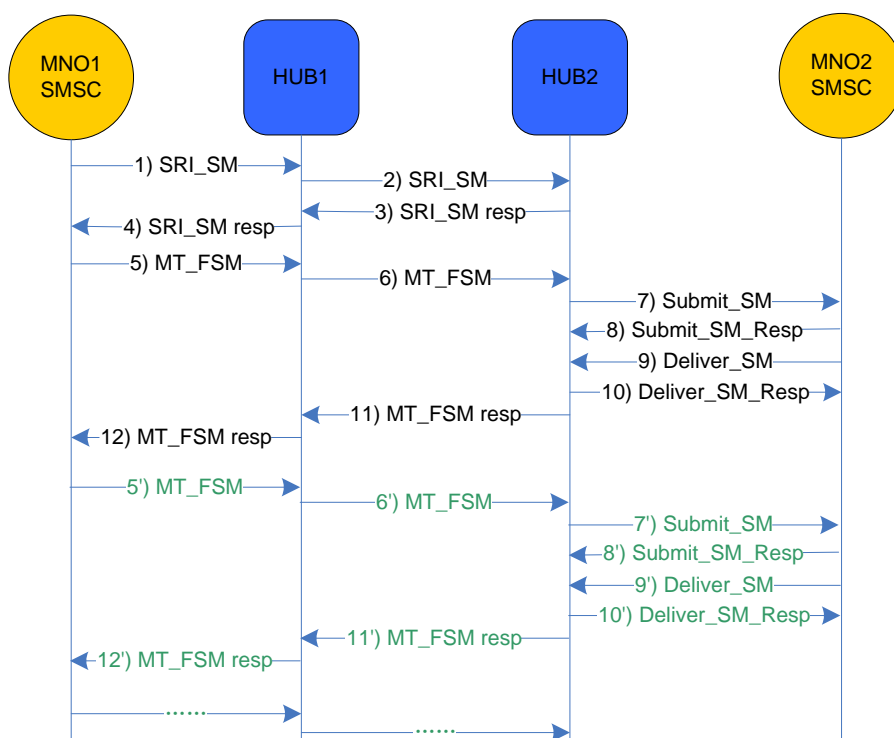 MNO1
SMSC
HUB1
HUB2
MNO2
SMSC
1) SRI_SM
2) SRI_SM
3) SRI_SM resp
4) SRI_SM resp
5) MT_FSM
6) MT_FSM
7) Submit_SM
8) Submit_SM_Resp
9) Deliver_SM
10) Deliver_SM_Resp
11) MT_FSM resp
12) MT_FSM resp
5') MT_FSM
6') MT_FSM
7') Submit_SM
8') Submit_SM_Resp
9') Deliver_SM
10') Deliver_SM_Resp
11') MT_FSM resp
12') MT_FSM resp
……
……